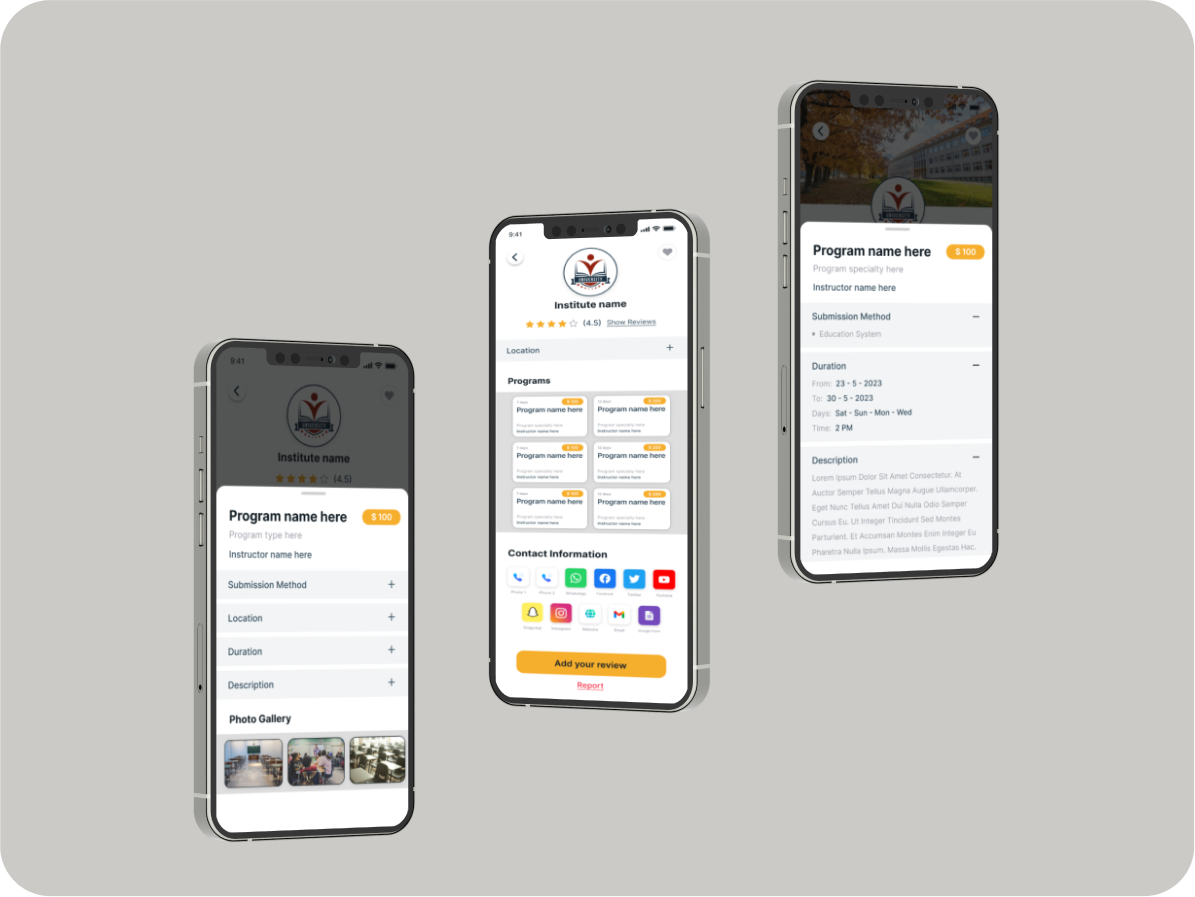 9:41
Institute name
(4.5)
Program name here
$ 100
Program type here
Instructor name here
Submission Method
Location
Duration
Description
Photo Gallery
9:41
UNIVERSITY
Institute name
(4.5) Show Reviews
Location
Programs
7 days
Program name here
Program specialty here
Instructor name here
12 days
Program name here
Program specialty here
Instructor name here
Program name here
Program specialty here
Instructor name here
Program name here
Program specialty here
Instructor name here
Program name here
Program specialty here
Instructor name here
Program name here
Program specialty here
Instructor name here
Contact Information
Phone 1
Phone 2
WhatsApp
Facebook
Twitter
Youtube
Snapchat
Instagram
Website
Email
Add your review
Report
UNIVERSITY
Program name here
$ 100
Program specialty here
Instructor name here
Submission Method
Education System
Duration
From: 23 - 5 - 2023
To: 30 - 5 - 2023
Days: Sat - Sun - Mon - Wed
Time: 2 PM
Description
Lorem Ipsum Dolor Sit Amet Consectetur. At
Auctor Semper Tellus Magna Augue Ullamcorper.
Eget Nunc Tellus Amet Dui Nulla Odio Semper
Cursus Eu. Ut Integer Tincidunt Sed Montes
Parturient. Et Accumsan Montes Enim Integer Eu
Pharetra Nulla Ipsum. Massa Mollis Egestas Hac.